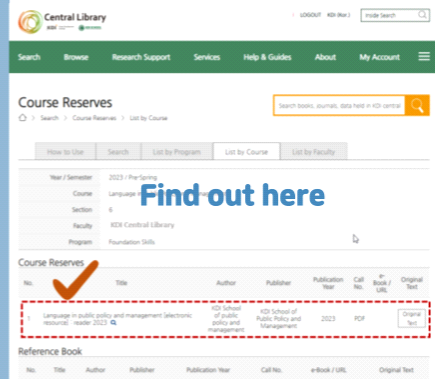 Central Library
KDI
LOGOUT KDI (Kor.) Inside Search
Search Browse Research Support Services Help & Guides About My Account
Course Reserves
Search books, journals, data held in KDI central
Search > Course Reserves > List by Course
How to Use Search List by Program List by Course List by Faculty
Year / Semester 2023 / Pre-Spring
Course Language in
Find out here
Section 6
Faculty KDI Central Library
Program Foundation Skills
Course Reserves
No. Title Author Publisher Publication Year Call No. e-Book / URL Original Text
1 Language in public policy and management [electronic resource] : reader 2023 KDI School of public policy and management KDI School of Public Policy and Management 2023 PDF Original Text
Reference Book
No. Title Author Publisher Publication Year Call No. e-Book / URL Original Text